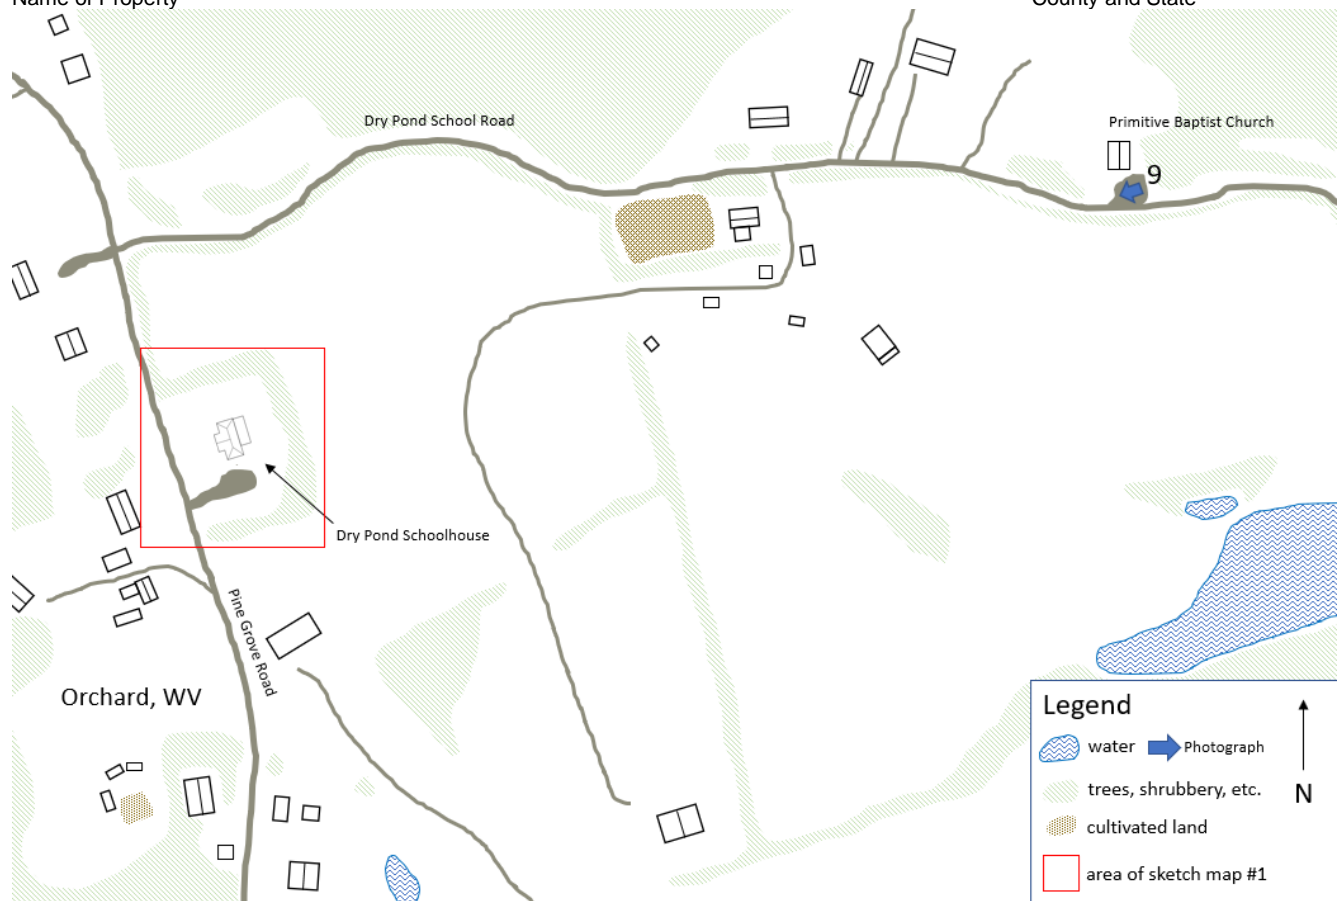 Name of Property
County and State
Dry Pond School Road
Primitive Baptist Church
9
Dry Pond Schoolhouse
Pine Grove Road
Orchard, WV
Legend
water
Photograph
trees, shrubbery, etc.
N
cultivated land
area of sketch map #1